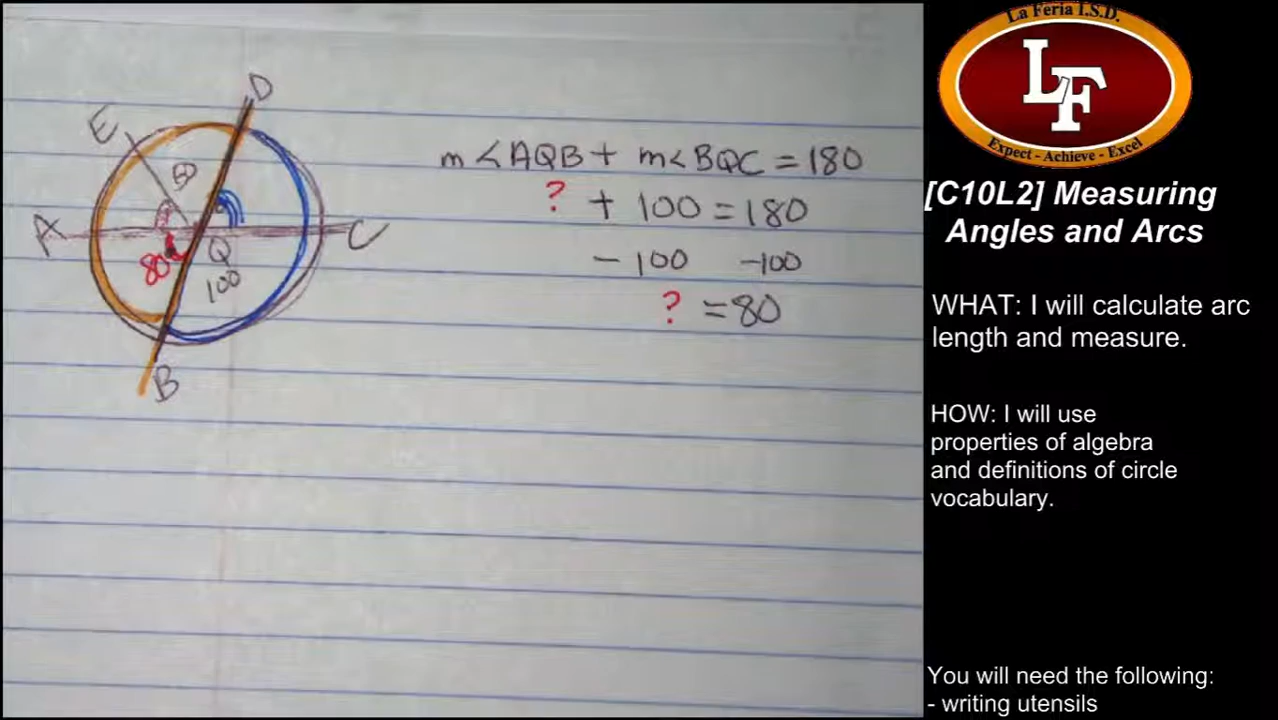 D
E
50
A
C
Q
80
100
B
m<AQB + m<BQC = 180
? + 100 = 180
- 100 -100
? = 80
La Feria I.S.D.
LF
Expect - Achieve - Excel
[C10L2] Measuring
Angles and Arcs
WHAT: I will calculate arc
length and measure.
HOW: I will use
properties of algebra
and definitions of circle
vocabulary.
You will need the following:
- writing utensils